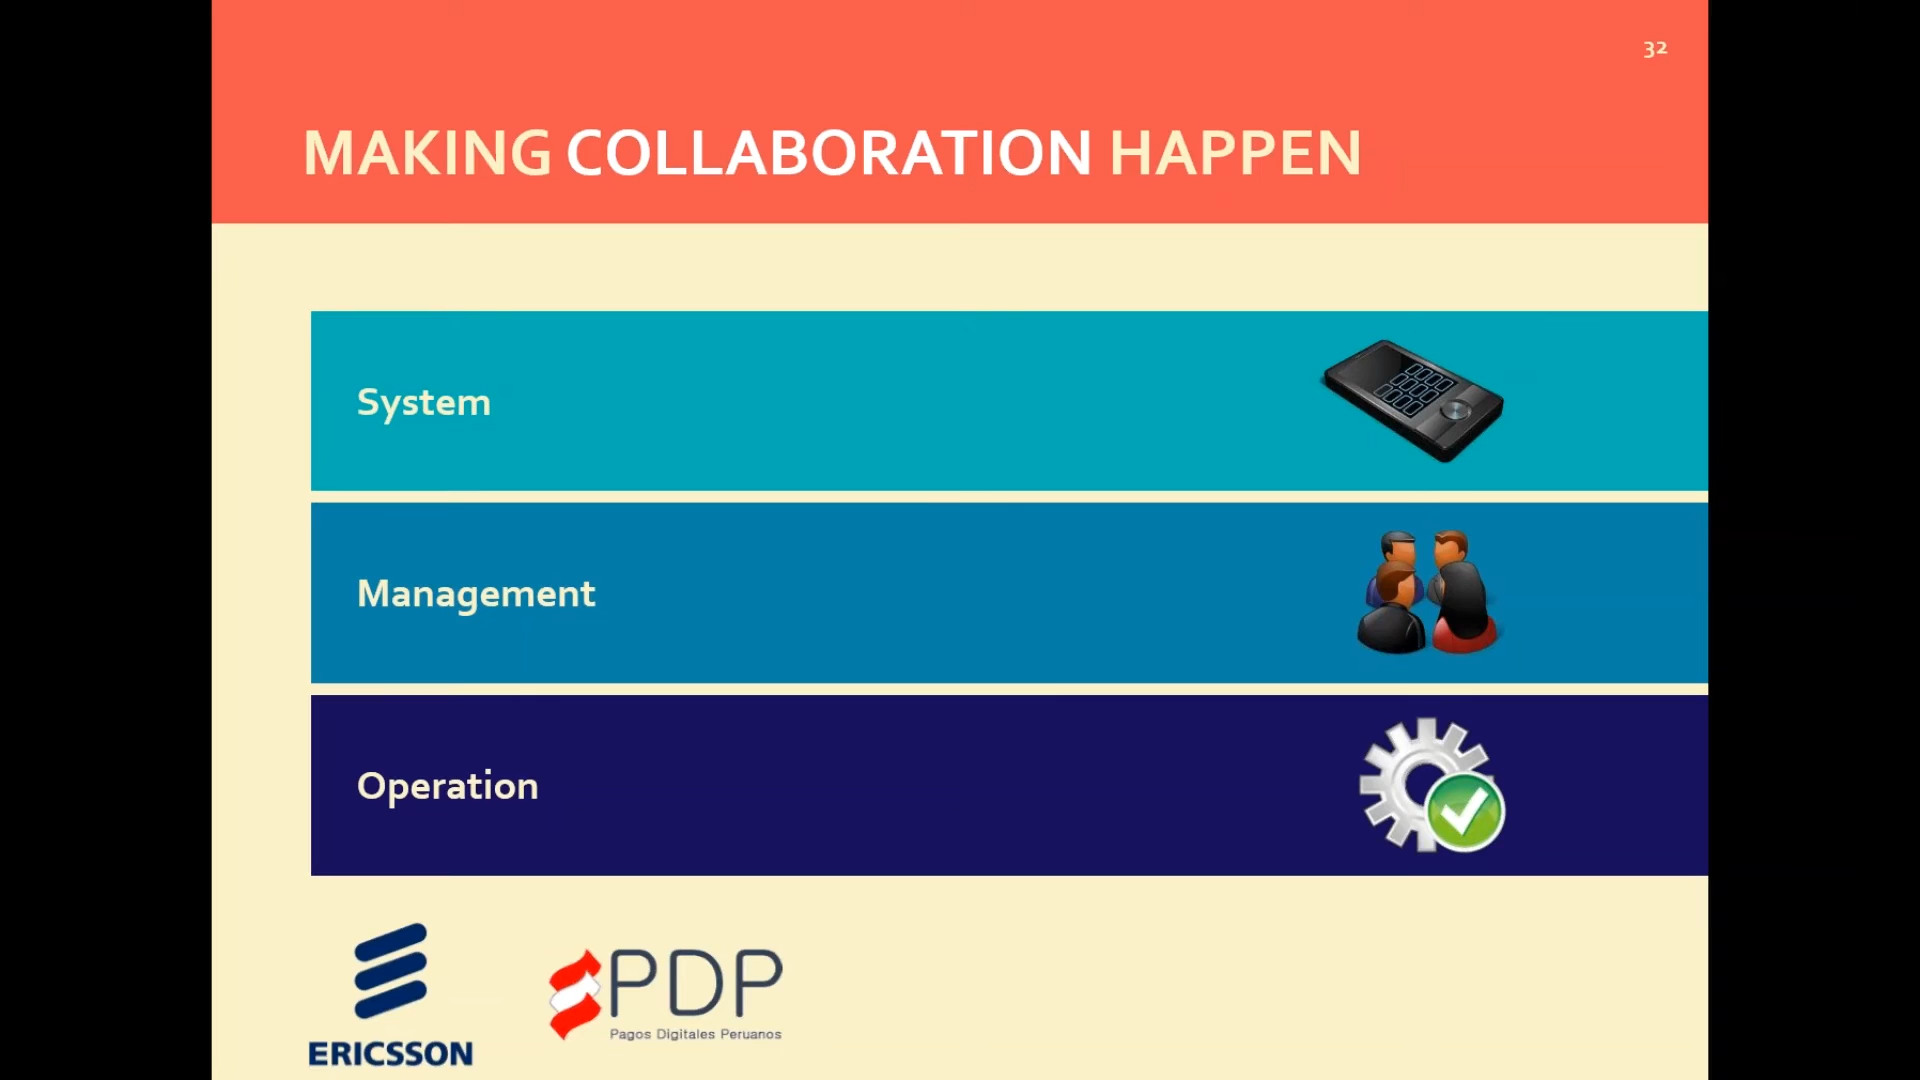 32
MAKING COLLABORATION HAPPEN
System
Management
Operation
ERICSSON
PDP
Pagos Digitales Peruanos